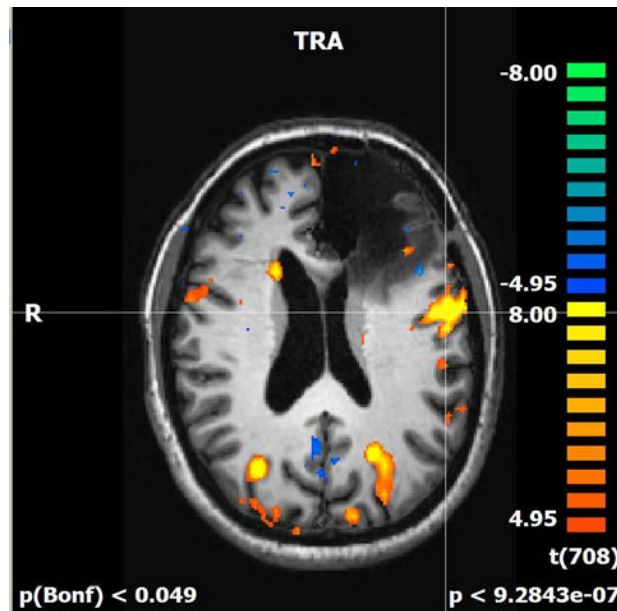 TRA
-8.00
-4.95
R
8.00
4.95
t(708)
p(Bonf) < 0.049
p < 9.2843e-07